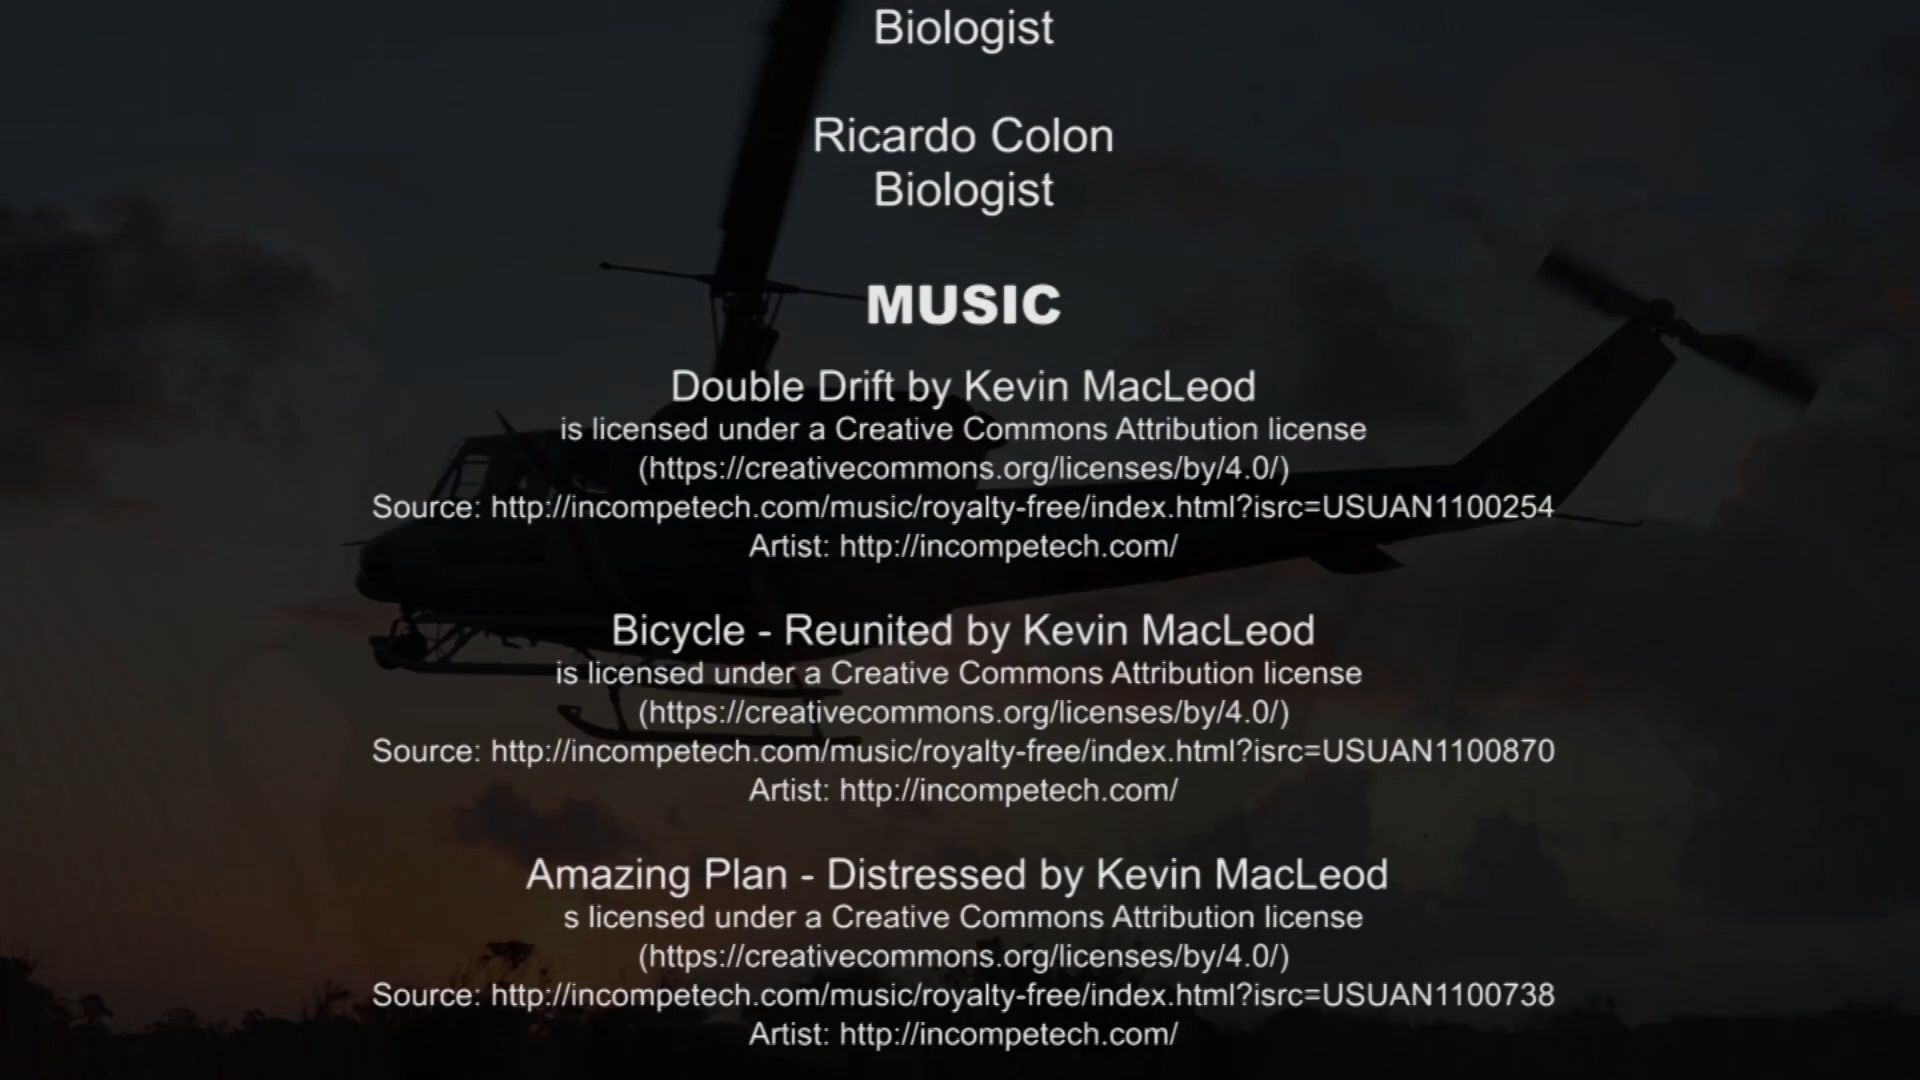 Biologist
Ricardo Colon
Biologist
MUSIC
Double Drift by Kevin MacLeod
is licensed under a Creative Commons Attribution license
(https://creativecommons.org/licenses/by/4.0/)
Source: http://incompetech.com/music/royalty-free/index.html?isrc=USUAN1100254
Artist: http://incompetech.com/
Bicycle - Reunited by Kevin MacLeod
is licensed under a Creative Commons Attribution license
(https://creativecommons.org/licenses/by/4.0/)
Source: http://incompetech.com/music/royalty-free/index.html?isrc=USUAN1100870
Artist: http://incompetech.com/
Amazing Plan - Distressed by Kevin MacLeod
s licensed under a Creative Commons Attribution license
(https://creativecommons.org/licenses/by/4.0/)
Source: http://incompetech.com/music/royalty-free/index.html?isrc=USUAN1100738
Artist: http://incompetech.com/